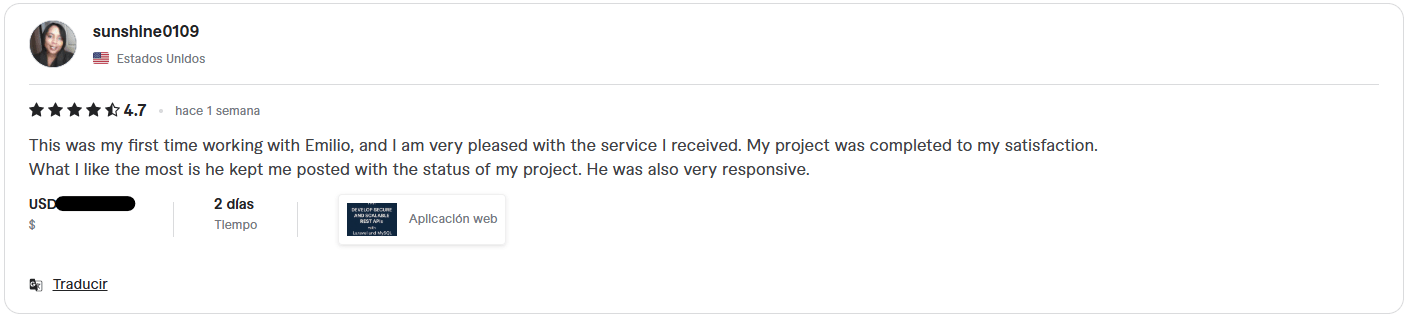 sunshine0109
Estados Unidos
4.7
hace 1 semana
This was my first time working with Emilio, and I am very pleased with the service I received. My project was completed to my satisfaction.
What I like the most is he kept me posted with the status of my project. He was also very responsive.
USD
$
2 días
Tiempo
DEVELOP SECURE
AND SCALABLE
REST APIs
with
Laravel and MySQL
Aplicación web
Traducir